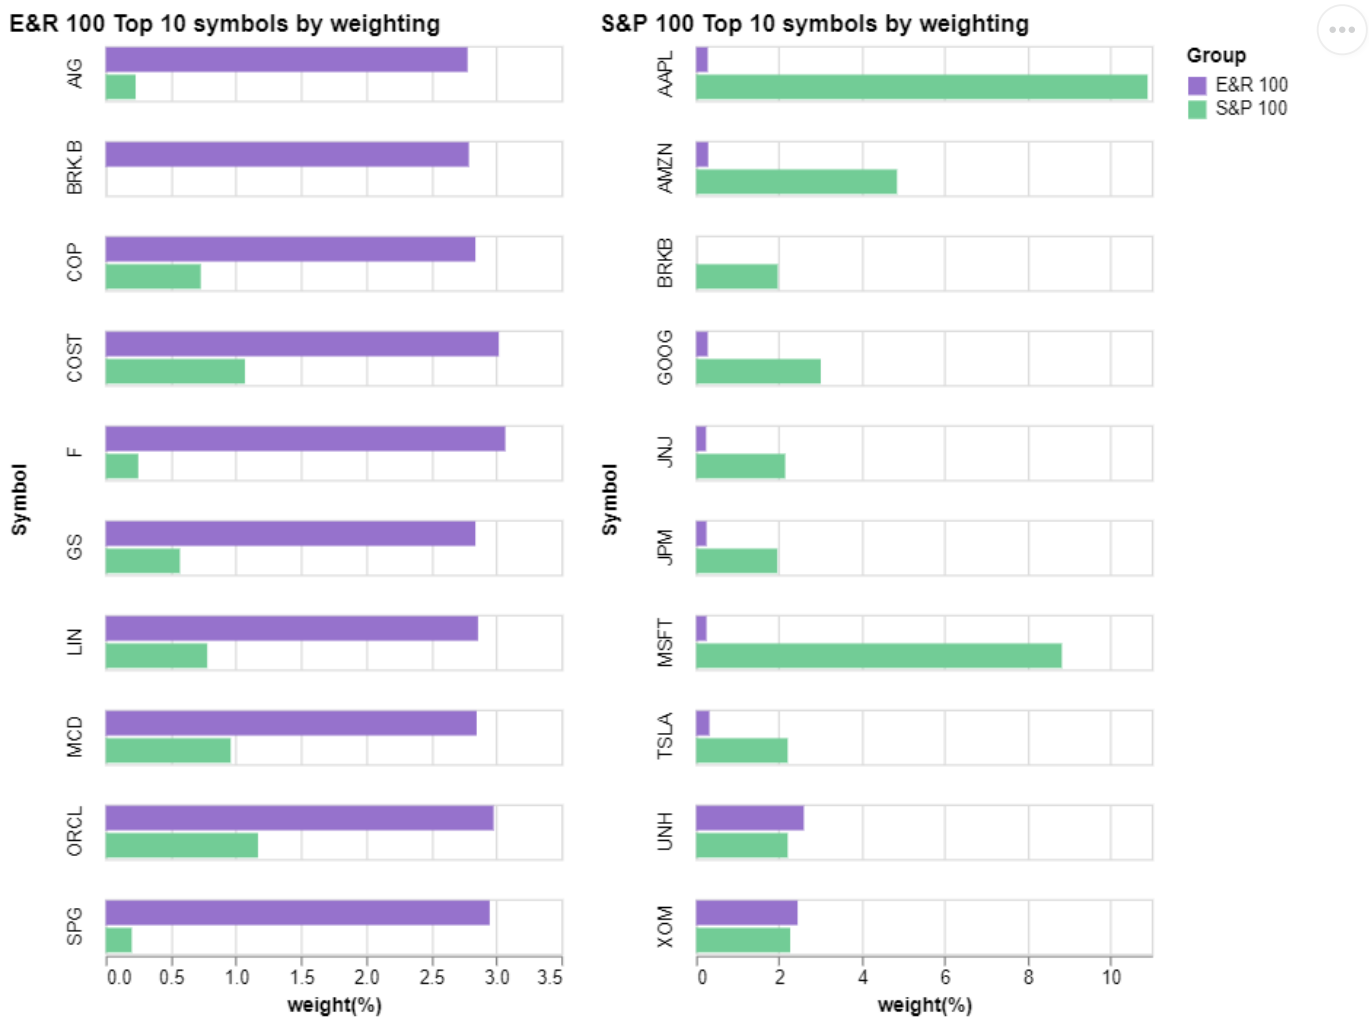 E&R 100 Top 10 symbols by weighting
AIG
BRK.B
COP
COST
F
GS
LIN
MCD
ORCL
SPG
Symbol
0.0 0.5 1.0 1.5 2.0 2.5 3.0 3.5
weight(%)
S&P 100 Top 10 symbols by weighting
AAPL
AMZN
BRKB
GOOG
JNJ
JPM
MSFT
TSLA
UNH
XOM
Symbol
0 2 4 6 8 10
weight(%)
Group
E&R 100
S&P 100